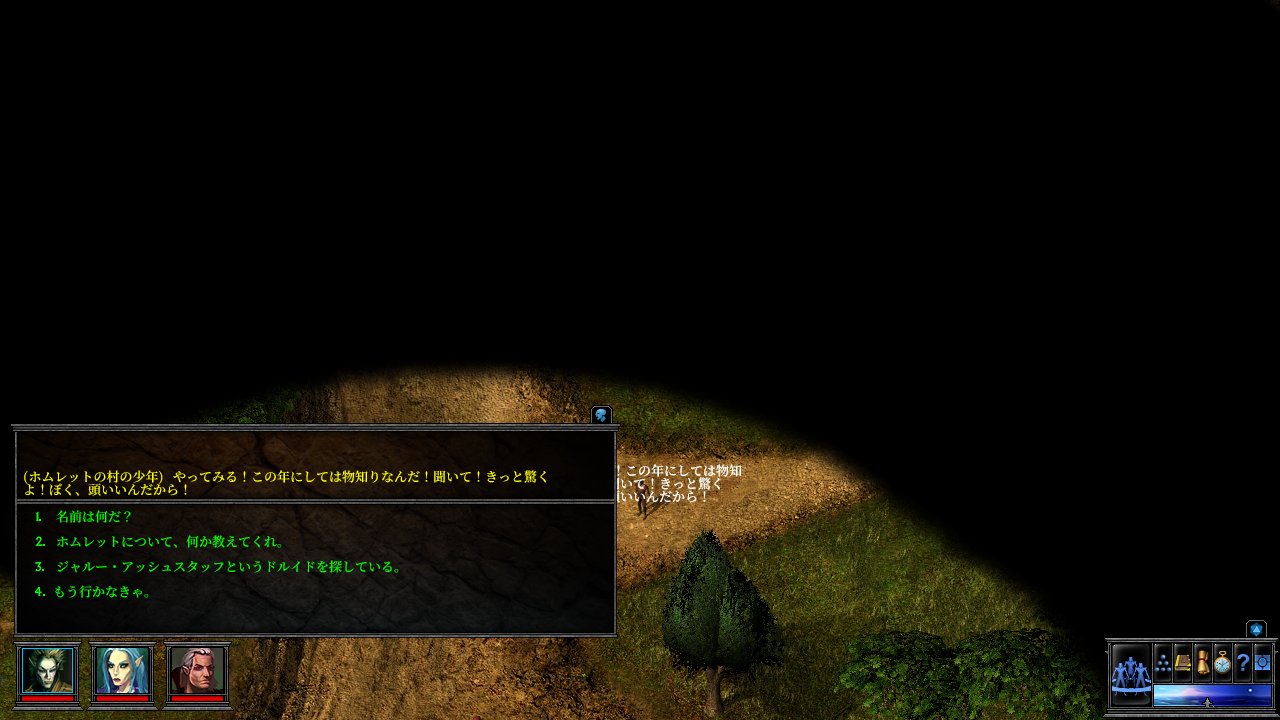 (ホムレットの村の少年) やってみる！この年にしては物知りなんだ！聞いて！きっと驚く
よ！ぼく、頭いいんだから！
！この年にしては物知
いて！きっと驚く
いいんだから！
1. 名前は何だ？
2. ホムレットについて、何か教えてくれ。
3. ジャルー・アッシュスタッフというドルイドを探している。
4. もう行かなきゃ。
?